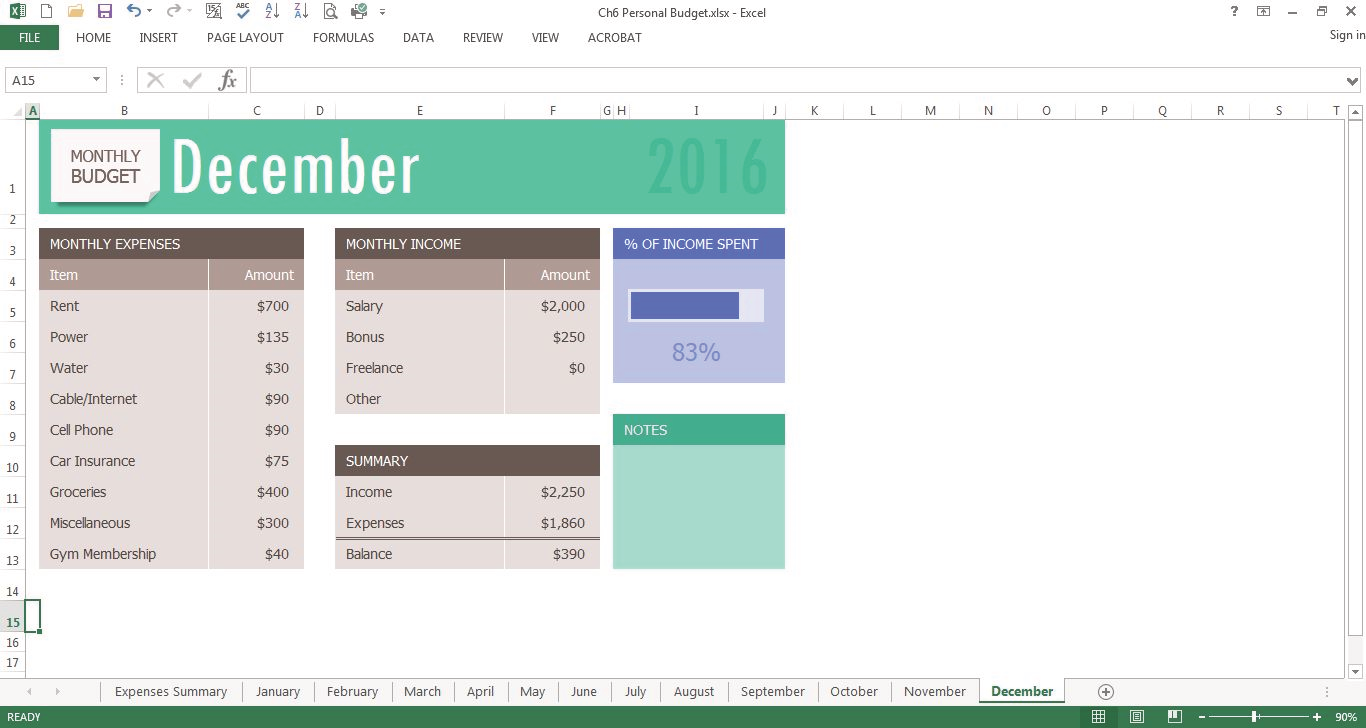 Ch6 Personal Budget.xlsx - Excel
?
FILE HOME INSERT PAGE LAYOUT FORMULAS DATA REVIEW VIEW ACROBAT Sign in
A15 fx
A B C D E F G H I J K L M N O P Q R S T
1 MONTHLY BUDGET December 2016
2
3 MONTHLY EXPENSES MONTHLY INCOME % OF INCOME SPENT
4 Item Amount Item Amount
5 Rent $700 Salary $2,000
6 Power $135 Bonus $250 83%
7 Water $30 Freelance $0
8 Cable/Internet $90 Other
9 Cell Phone $90 NOTES
10 Car Insurance $75 SUMMARY
11 Groceries $400 Income $2,250
12 Miscellaneous $300 Expenses $1,860
13 Gym Membership $40 Balance $390
14
15
16
17
Expenses Summary January February March April May June July August September October November December
READY 90%